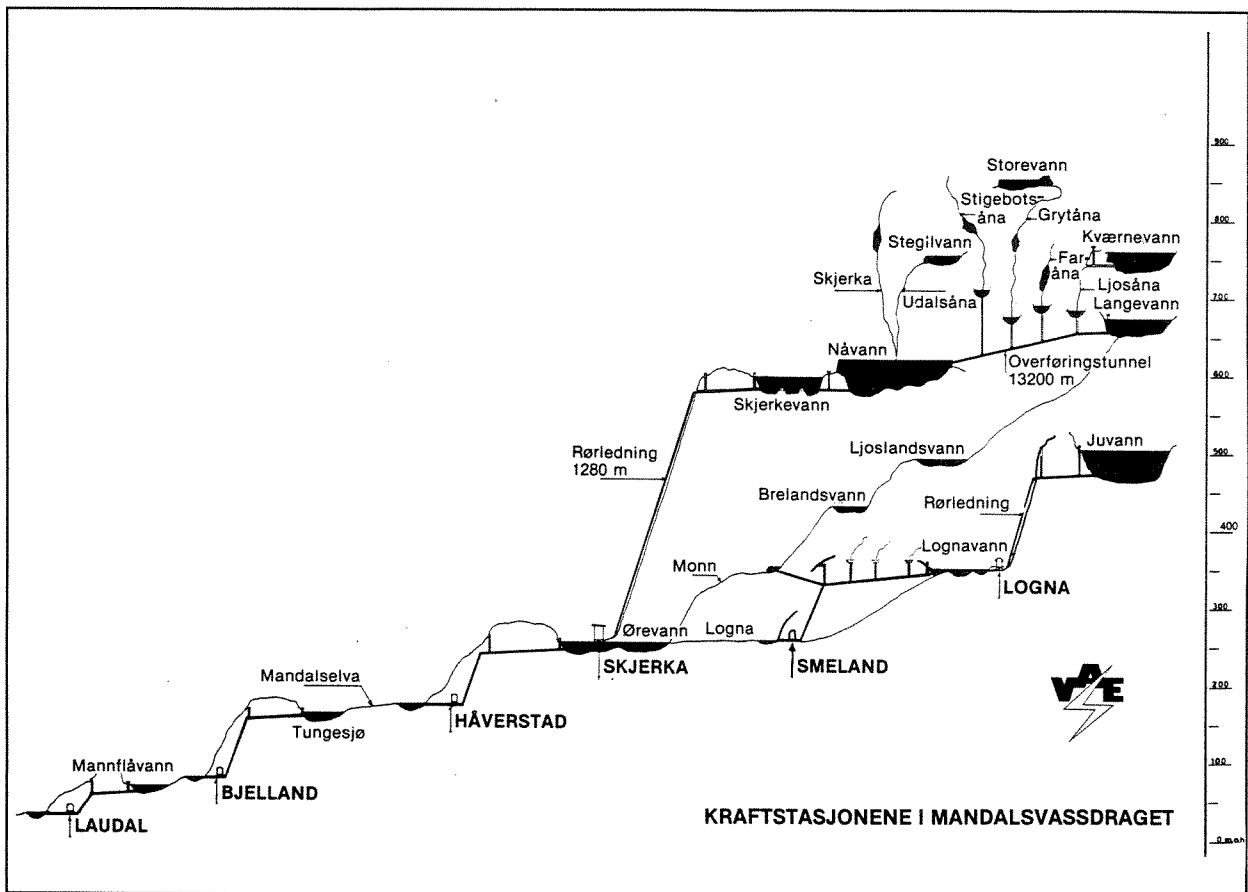 900
Storevann
Stigebots-
åna
Grytåna
800
Kværnevann
Stegilvann
Far-
åna
Skjerka
Udalsåna
Ljosåna
Langevann
700
Nåvann
Overføringstunnel
13200 m
600
Skjerkevann
Juvann
Rørledning
1280 m
Ljoslandsvann
500
Brelandsvann
Rørledning
400
Lognavann
Monn
LOGNA
300
Ørevann
Logna
SKJERKA
SMELAND
Mandalselva
200
VAE
HÅVERSTAD
Tungesjø
Mannflåvann
100
BJELLAND
KRAFTSTASJONENE I MANDALSVASSDRAGET
LAUDAL